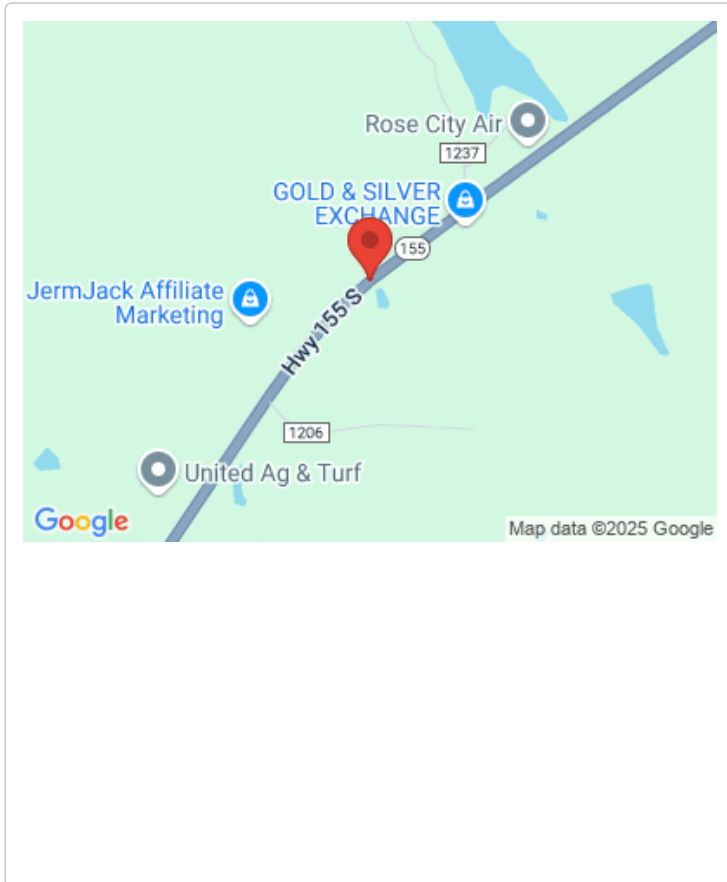 Rose City Air
1237
GOLD & SILVER
EXCHANGE
155
JermJack Affiliate
Marketing
Hwy 155 S
1206
United Ag & Turf
Google
Map data ©2025 Google